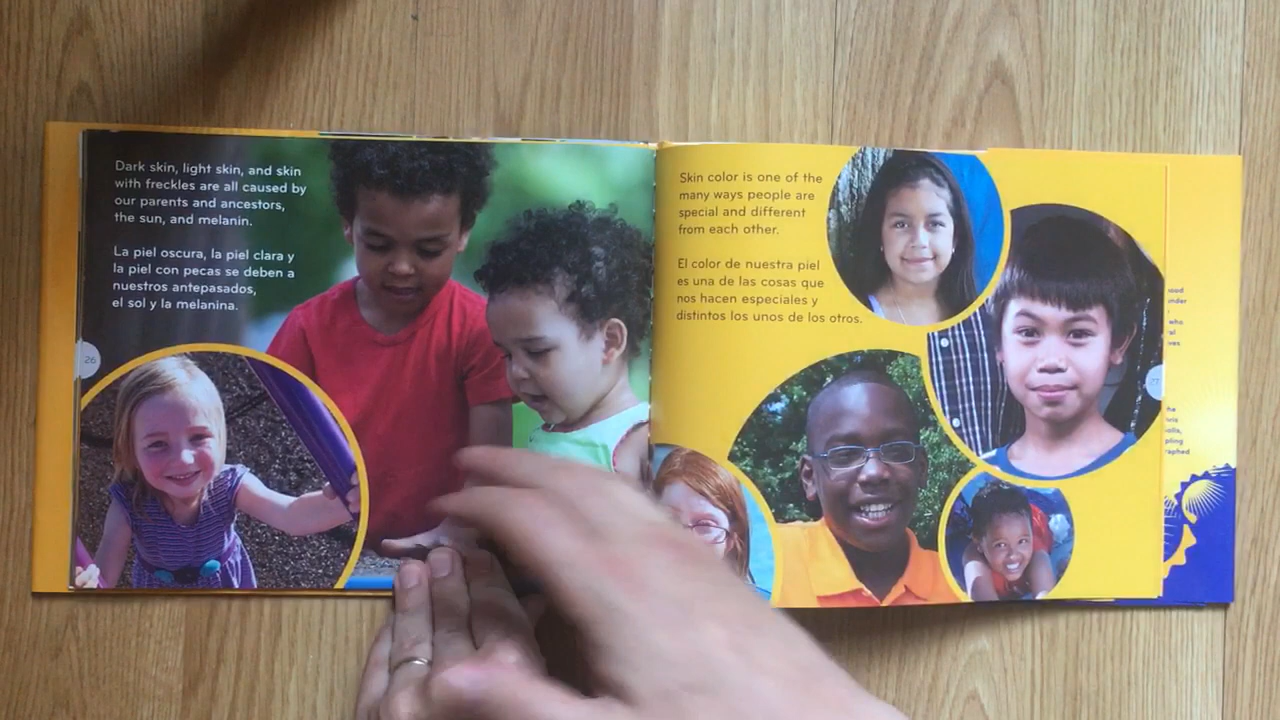 Dark skin, light skin, and skin
with freckles are all caused by
our parents and ancestors,
the sun, and melanin.
La piel oscura, la piel clara y
la piel con pecas se deben a
nuestros antepasados,
el sol y la melanina.
26
Skin color is one of the
many ways people are
special and different
from each other.
El color de nuestra piel
es una de las cosas que
nos hacen especiales y
distintos los unos de los otros.
27